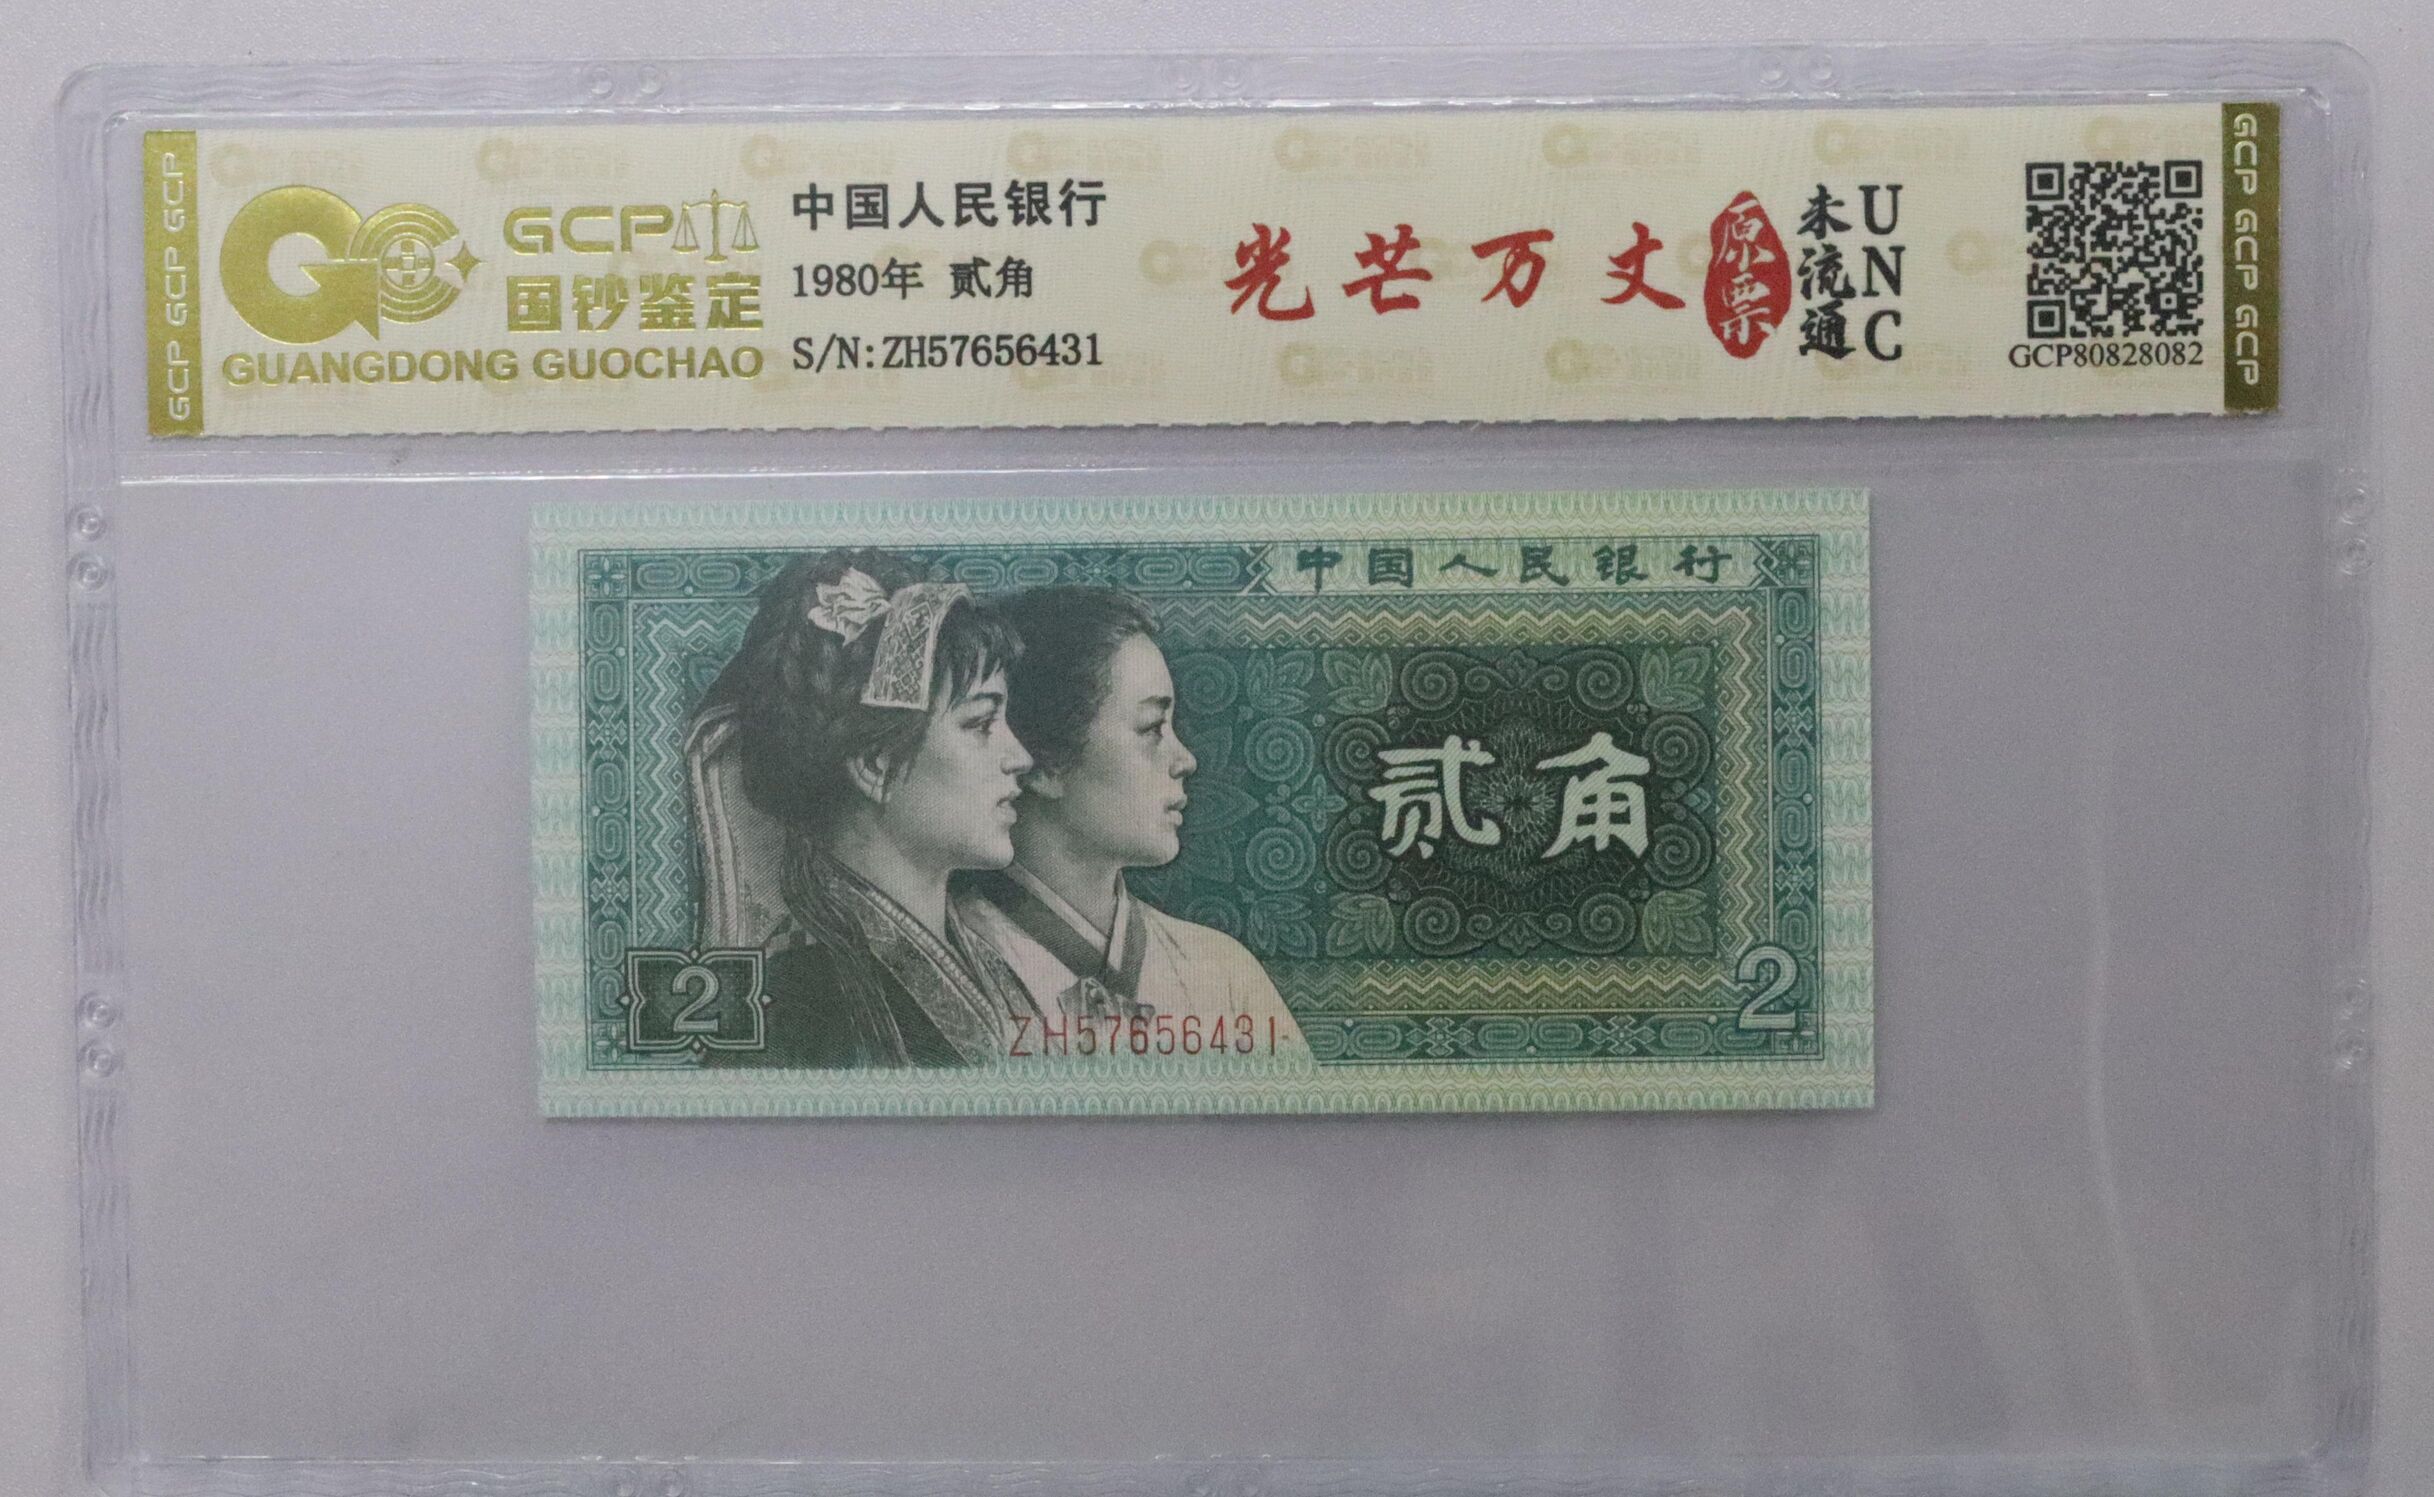 GCP GCP GCP
GCP
国钞鉴定
GUANGDONG GUOCHAO
中国人民银行
1980年 贰角
S/N:ZH57656431
光芒万丈
原票
未流通
UNC
GCP80828082
GCP GCP GCP
中国人民银行
贰角
2
2
ZH57656431